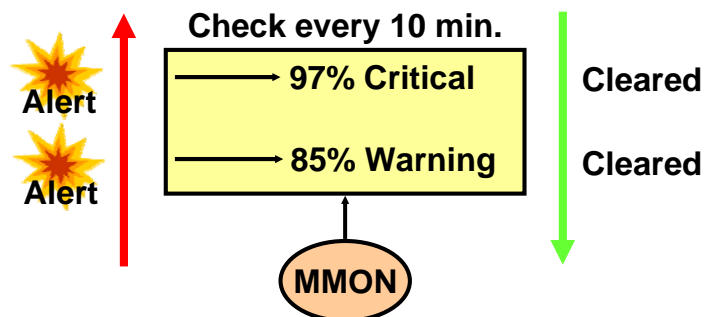 Check every 10 min.
Alert
97% Critical
Cleared
Alert
85% Warning
Cleared
MMON